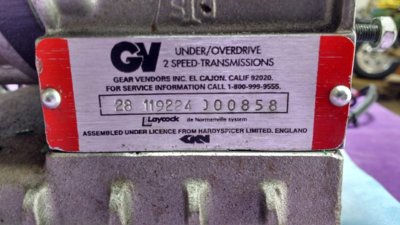 GV UNDER/OVERDRIVE
2 SPEED-TRANSMISSIONS
GEAR VENDORS INC. EL CAJON. CALIF 92020.
FOR SERVICE INFORMATION CALL 1-800-999-9555.
28 119224 J00858
Laycock de Normanville system
ASSEMBLED UNDER LICENCE FROM HARDYSPICER LIMITED. ENGLAND
GKN